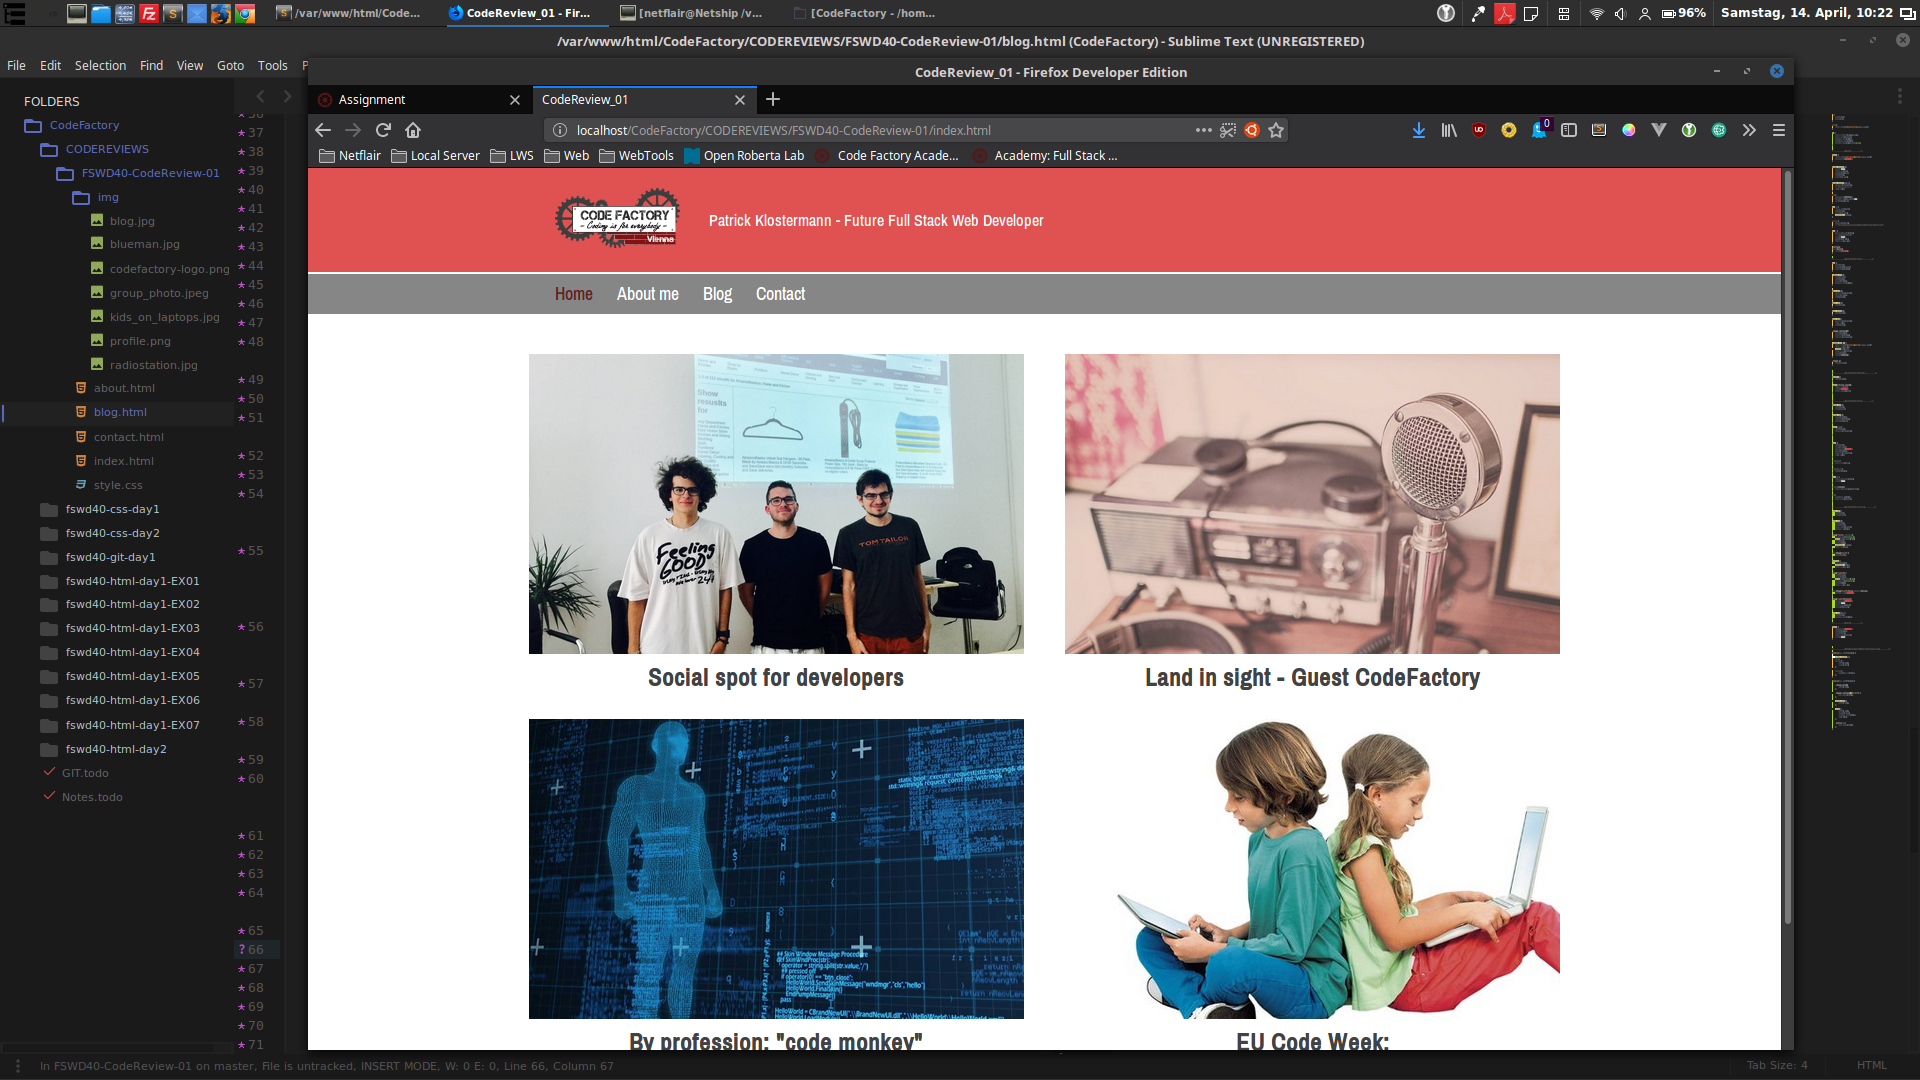 /var/www/html/Code...
CodeReview_01 - Fir...
[netflair@Netship /v...
[CodeFactory - /hom...
96%
Samstag, 14. April, 10:22
/var/www/html/CodeFactory/CODEREVIEWS/FSWD40-CodeReview-01/blog.html (CodeFactory) - Sublime Text (UNREGISTERED)
File Edit Selection Find View Goto Tools P
CodeReview_01 - Firefox Developer Edition
FOLDERS
CodeFactory
CODEREVIEWS
FSWD40-CodeReview-01
img
blog.jpg
blueman.jpg
codefactory-logo.png
group_photo.jpeg
kids_on_laptops.jpg
profile.png
radiostation.jpg
about.html
blog.html
contact.html
index.html
style.css
fswd40-css-day1
fswd40-css-day2
fswd40-git-day1
fswd40-html-day1-EX01
fswd40-html-day1-EX02
fswd40-html-day1-EX03
fswd40-html-day1-EX04
fswd40-html-day1-EX05
fswd40-html-day1-EX06
fswd40-html-day1-EX07
fswd40-html-day2
GIT.todo
Notes.todo
37
38
39
40
41
42
43
44
45
46
47
48
49
50
51
52
53
54
55
56
57
58
59
60
61
62
63
64
65
? 66
67
68
69
70
71
Assignment
CodeReview_01
localhost/CodeFactory/CODEREVIEWS/FSWD40-CodeReview-01/index.html
0
Netflair Local Server LWS Web WebTools Open Roberta Lab Code Factory Acade... Academy: Full Stack ...
CODE FACTORY
- Coding is for everybody -
Vienna
Patrick Klostermann - Future Full Stack Web Developer
Home About me Blog Contact
Show
results
for
Feeling
GOOD
TOM TAILOR
Social spot for developers
Land in sight - Guest CodeFactory
By profession: "code monkey"
EU Code Week:
In FSWD40-CodeReview-01 on master, File is untracked, INSERT MODE, W: 0 E: 0, Line 66, Column 67
Tab Size: 4
HTML